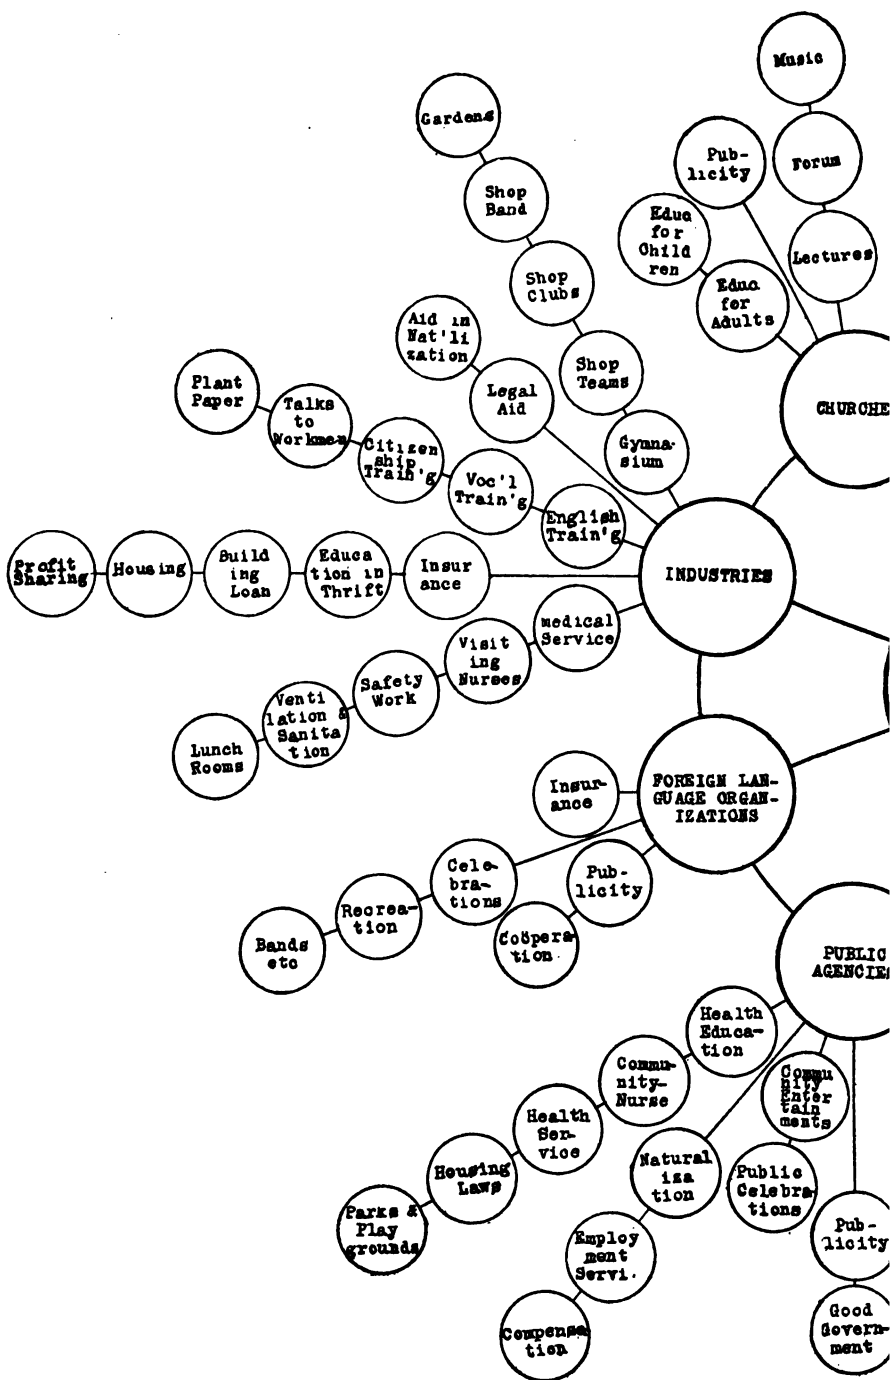 Music
Forum
Lectures
Pub-
licity
Educ
for
Child
ren
Educ.
for
Adults
CHURCHE
Gardens
Shop
Band
Shop
Clubs
Shop
Teams
Gymna-
sium
Aid in
Nat'li
zation
Legal
Aid
Plant
Paper
Talks
to
Workmen
Citizen
ship
Train'g
Voc'l
Train'g
English
Train'g
INDUSTRIES
Profit
Sharing
Housing
Build
ing
Loan
Educa
tion in
Thrift
Insur
ance
medical
Service
Visit
ing
Nurses
Safety
Work
Venti
lation &
Sanita
tion
Lunch
Rooms
FOREIGN LAN-
GUAGE ORGAN-
IZATIONS
Insur-
ance
Cele-
bra-
tions
Recrea-
tion
Bands
etc
Pub-
licity
Coöpera-
tion
PUBLIC
AGENCIES
Health
Educa-
tion
Commu-
nity-
Nurse
Health
Ser-
vice
Housing
Laws
Parks &
Play
grounds
Natural
iza
tion
Employ
ment
Servi.
Compensa-
tion
Commu
nity
Enter
tain
ments
Public
Celebra-
tions
Pub-
licity
Good
Govern-
ment